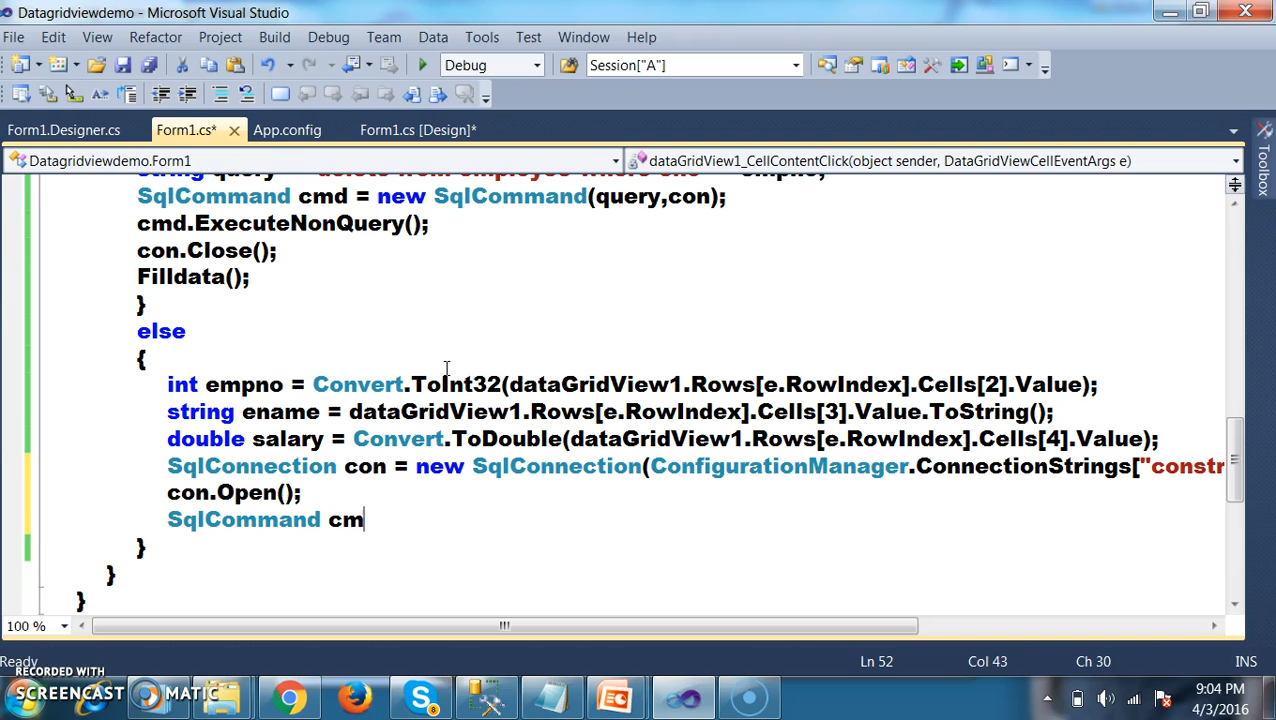 Datagridviewdemo - Microsoft Visual Studio
File Edit View Refactor Project Build Debug Team Data Tools Test Window Help
Debug Session["A"]
Form1.Designer.cs Form1.cs* App.config Form1.cs [Design]*
Datagridviewdemo.Form1 dataGridView1_CellContentClick(object sender, DataGridViewCellEventArgs e)
Toolbox
SqlCommand cmd = new SqlCommand(query,con);
cmd.ExecuteNonQuery();
con.Close();
Filldata();
}
else
{
int empno = Convert.ToInt32(dataGridView1.Rows[e.RowIndex].Cells[2].Value);
string ename = dataGridView1.Rows[e.RowIndex].Cells[3].Value.ToString();
double salary = Convert.ToDouble(dataGridView1.Rows[e.RowIndex].Cells[4].Value);
SqlConnection con = new SqlConnection(ConfigurationManager.ConnectionStrings["constr
con.Open();
SqlCommand cm
}
}
}
100 %
Ready Ln 52 Col 43 Ch 30 INS
RECORDED WITH
SCREENCAST MATIC
9:04 PM
4/3/2016